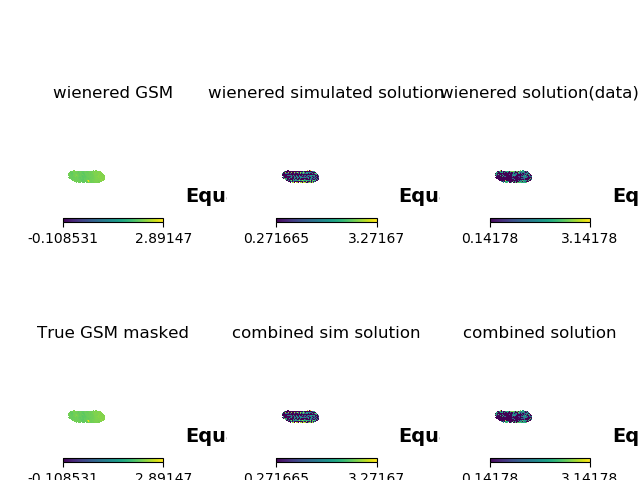 wienered GSM
wienered simulated solution
wienered solution(data)
Equ
Equ
Eq
-0.108531 2.89147
0.271665 3.27167
0.14178 3.14178
True GSM masked
combined sim solution
combined solution
Equ
Equ
Eq
-0.108531 2.89147
0.271665 3.27167
0.14178 3.14178